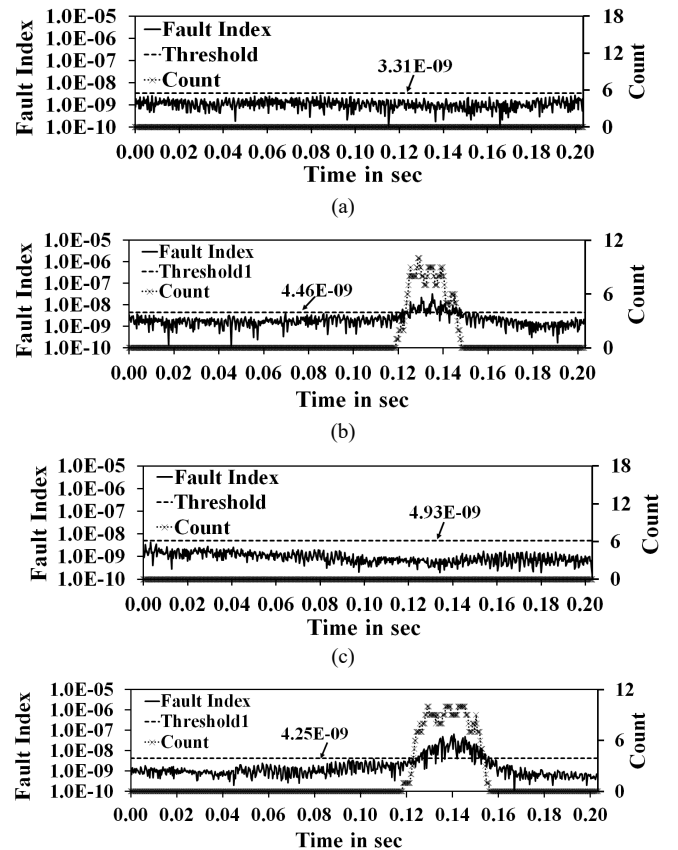 1.0E-05
1.0E-06
1.0E-07
1.0E-08
1.0E-09
1.0E-10
Fault Index
Fault Index
Threshold
Count
3.31E-09
18
12
6
0
Count
0.00 0.02 0.04 0.06 0.08 0.10 0.12 0.14 0.16 0.18 0.20
Time in sec
(a)
1.0E-05
1.0E-06
1.0E-07
1.0E-08
1.0E-09
1.0E-10
Fault Index
Fault Index
Threshold1
Count
4.46E-09
12
6
0
Count
0.00 0.02 0.04 0.06 0.08 0.10 0.12 0.14 0.16 0.18 0.20
Time in sec
(b)
1.0E-05
1.0E-06
1.0E-07
1.0E-08
1.0E-09
1.0E-10
Fault Index
Fault Index
Threshold
Count
4.93E-09
18
12
6
0
Count
0.00 0.02 0.04 0.06 0.08 0.10 0.12 0.14 0.16 0.18 0.20
Time in sec
(c)
1.0E-05
1.0E-06
1.0E-07
1.0E-08
1.0E-09
1.0E-10
Fault Index
Fault Index
Threshold1
Count
4.25E-09
12
6
0
Count
0.00 0.02 0.04 0.06 0.08 0.10 0.12 0.14 0.16 0.18 0.20
Time in sec